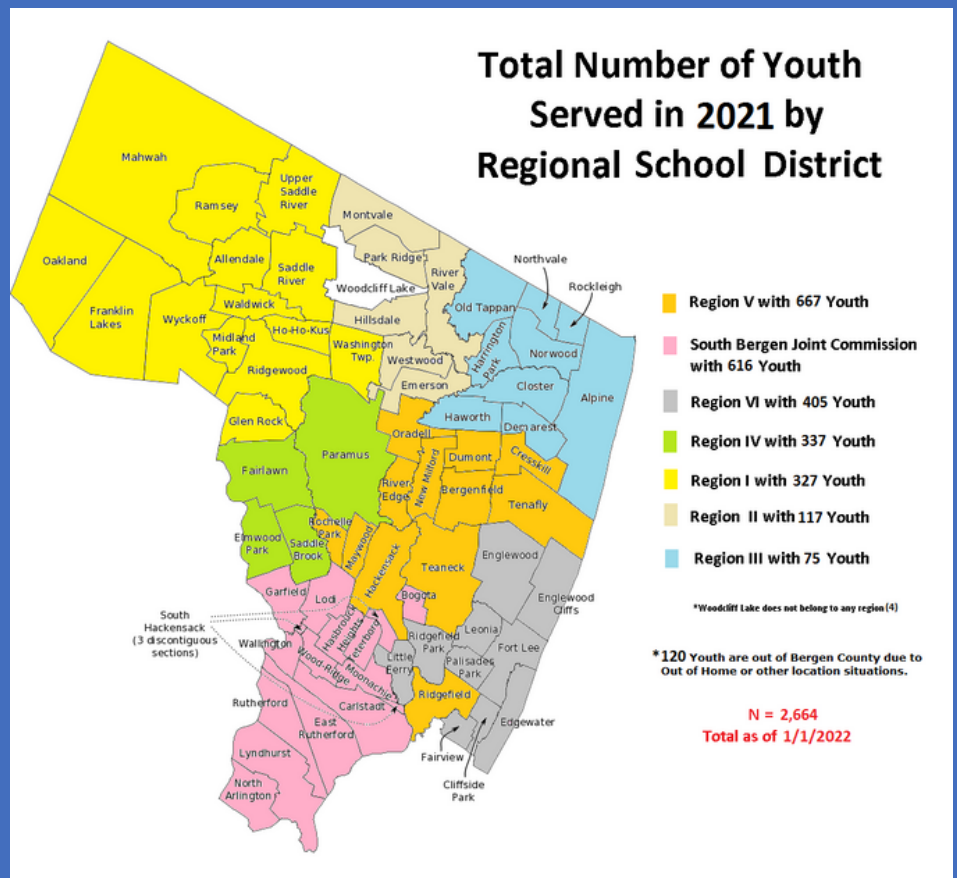 Total Number of Youth
Served in 2021 by
Regional School District
Mahwah
Upper
Saddle
River
Ramsey
Montvale
Oakland
Allendale
Saddle
River
Park Ridge
River
Vale
Northvale
Rockleigh
Franklin
Lakes
Wyckoff
Waldwick
Woodcliff Lake
Old Tappan
Hillsdale
Ho-Ho-Kus
Midland
Park
Washington
Twp.
Harrington
Park
Norwood
Ridgewood
Westwood
Emerson
Closter
Alpine
Glen Rock
Haworth
Demarest
Oradell
Paramus
Fairlawn
Dumont
Cresskill
River
Edge
New Milford
Bergenfield
Tenafly
Rochelle
Park
Elmwood
Park
Saddle
Brook
Maywood
Hackensack
Englewood
Teaneck
Garfield
Lodi
Bogota
Englewood
Cliffs
South
Hackensack
(3 discontiguous
sections)
Hasbrouck
Heights
Teterboro
Leonia
Ridgefield
Park
Fort Lee
Wallington
Wood-Ridge
Little
Ferry
Palisades
Park
Moonachie
Ridgefield
Rutherford
Carlstadt
East
Rutherford
Edgewater
Lyndhurst
Fairview
North
Arlington
Cliffside
Park
Region V with 667 Youth
South Bergen Joint Commission
with 616 Youth
Region VI with 405 Youth
Region IV with 337 Youth
Region I with 327 Youth
Region II with 117 Youth
Region III with 75 Youth
*Woodcliff Lake does not belong to any region (4)
*120 Youth are out of Bergen County due to
Out of Home or other location situations.
N = 2,664
Total as of 1/1/2022